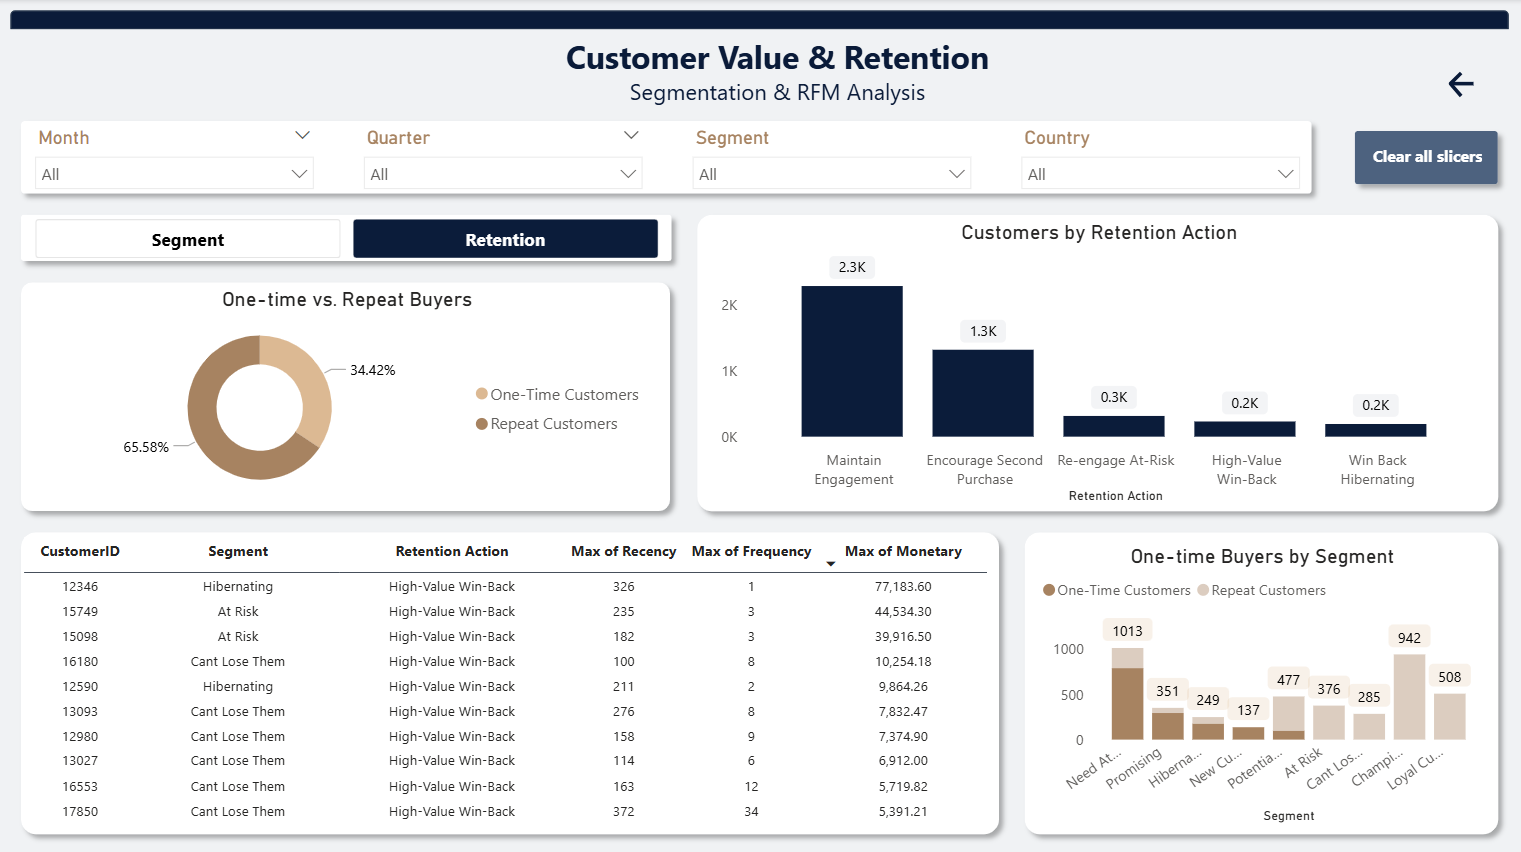 Customer Value & Retention
Segmentation & RFM Analysis
Month Quarter Segment Country
All All All All
Clear all slicers
Segment Retention
One-time vs. Repeat Buyers
34.42%
65.58%
One-Time Customers
Repeat Customers
Customers by Retention Action
2.3K
1.3K
0.3K
0.2K
0.2K
2K
1K
0K
Maintain Engagement
Encourage Second Purchase
Re-engage At-Risk
High-Value Win-Back
Win Back Hibernating
Retention Action
CustomerID Segment Retention Action Max of Recency Max of Frequency Max of Monetary
12346 Hibernating High-Value Win-Back 326 1 77,183.60
15749 At Risk High-Value Win-Back 235 3 44,534.30
15098 At Risk High-Value Win-Back 182 3 39,916.50
16180 Cant Lose Them High-Value Win-Back 100 8 10,254.18
12590 Hibernating High-Value Win-Back 211 2 9,864.26
13093 Cant Lose Them High-Value Win-Back 276 8 7,832.47
12980 Cant Lose Them High-Value Win-Back 158 9 7,374.90
13027 Cant Lose Them High-Value Win-Back 114 6 6,912.00
16553 Cant Lose Them High-Value Win-Back 163 12 5,719.82
17850 Cant Lose Them High-Value Win-Back 372 34 5,391.21
One-time Buyers by Segment
One-Time Customers Repeat Customers
1013
351
249
137
477
376
285
942
508
1000
500
0
Need At...
Promising
Hiberna...
New Cu...
Potentia...
At Risk
Cant Los...
Champi...
Loyal Cu...
Segment